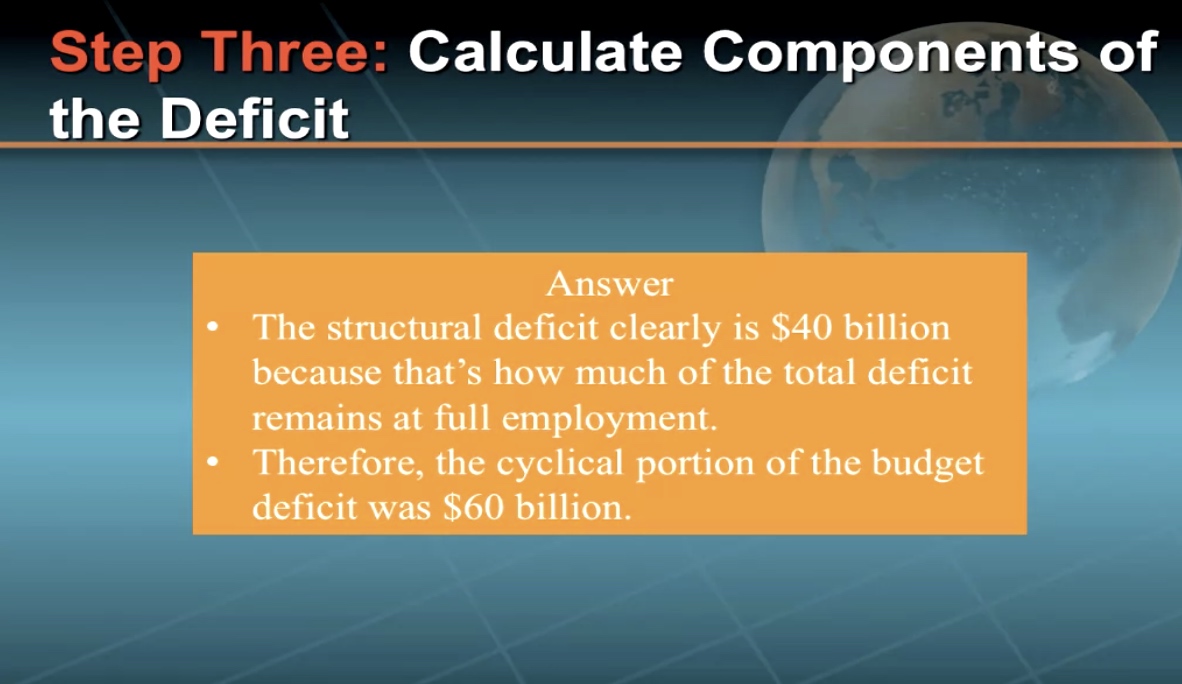 Step Three: Calculate Components of
the Deficit
Answer
• The structural deficit clearly is $40 billion
because that’s how much of the total deficit
remains at full employment.
• Therefore, the cyclical portion of the budget
deficit was $60 billion.